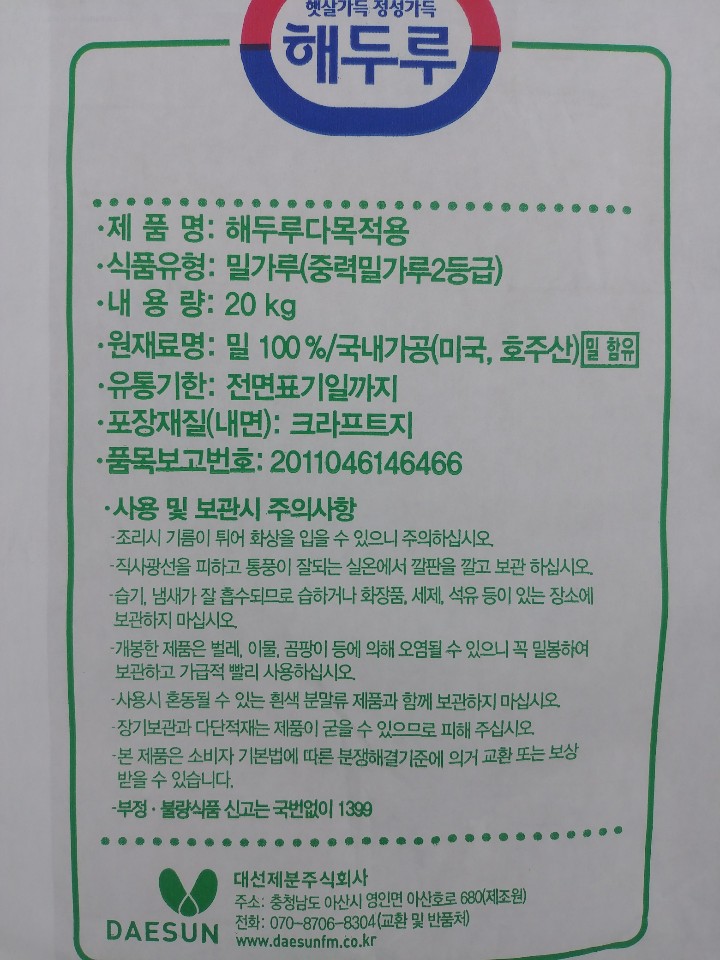 햇살가득 정성가득
해두루
·제 품 명: 해두루다목적용
·식품유형: 밀가루(중력밀가루2등급)
·내 용 량: 20 kg
·원재료명: 밀 100 %/국내가공(미국, 호주산) 밀 함유
·유통기한: 전면표기일까지
·포장재질(내면): 크라프트지
·품목보고번호: 2011046146466
·사용 및 보관시 주의사항
-조리시 기름이 튀어 화상을 입을 수 있으니 주의하십시오.
-직사광선을 피하고 통풍이 잘되는 실온에서 깔판을 깔고 보관 하십시오.
-습기, 냄새가 잘 흡수되므로 습하거나 화장품, 세제, 석유 등이 있는 장소에
보관하지 마십시오.
-개봉한 제품은 벌레, 이물, 곰팡이 등에 의해 오염될 수 있으니 꼭 밀봉하여
보관하고 가급적 빨리 사용하십시오.
-사용시 혼동될 수 있는 흰색 분말류 제품과 함께 보관하지 마십시오.
-장기보관과 다단적재는 제품이 굳을 수 있으므로 피해 주십시오.
-본 제품은 소비자 기본법에 따른 분쟁해결기준에 의거 교환 또는 보상
받을 수 있습니다.
-부정·불량식품 신고는 국번없이 1399
대선제분주식회사
주소: 충청남도 아산시 영인면 아산호로 680(제조원)
전화: 070-8706-8304(교환 및 반품처)
www.daesunfm.co.kr
DAESUN